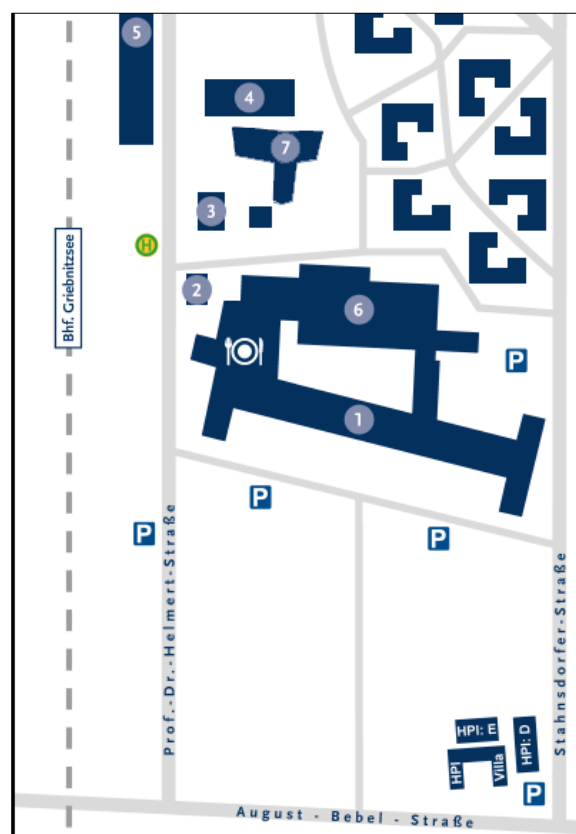 5
4
7
3
H
2
Bhf. Griebnitzsee
6
P
1
P
P
P
Prof.-Dr.-Helmert-Straße
Stahnsdorfer-Straße
HPI: E
HPI: D
HPI
Villa
P
August - Bebel - Straße